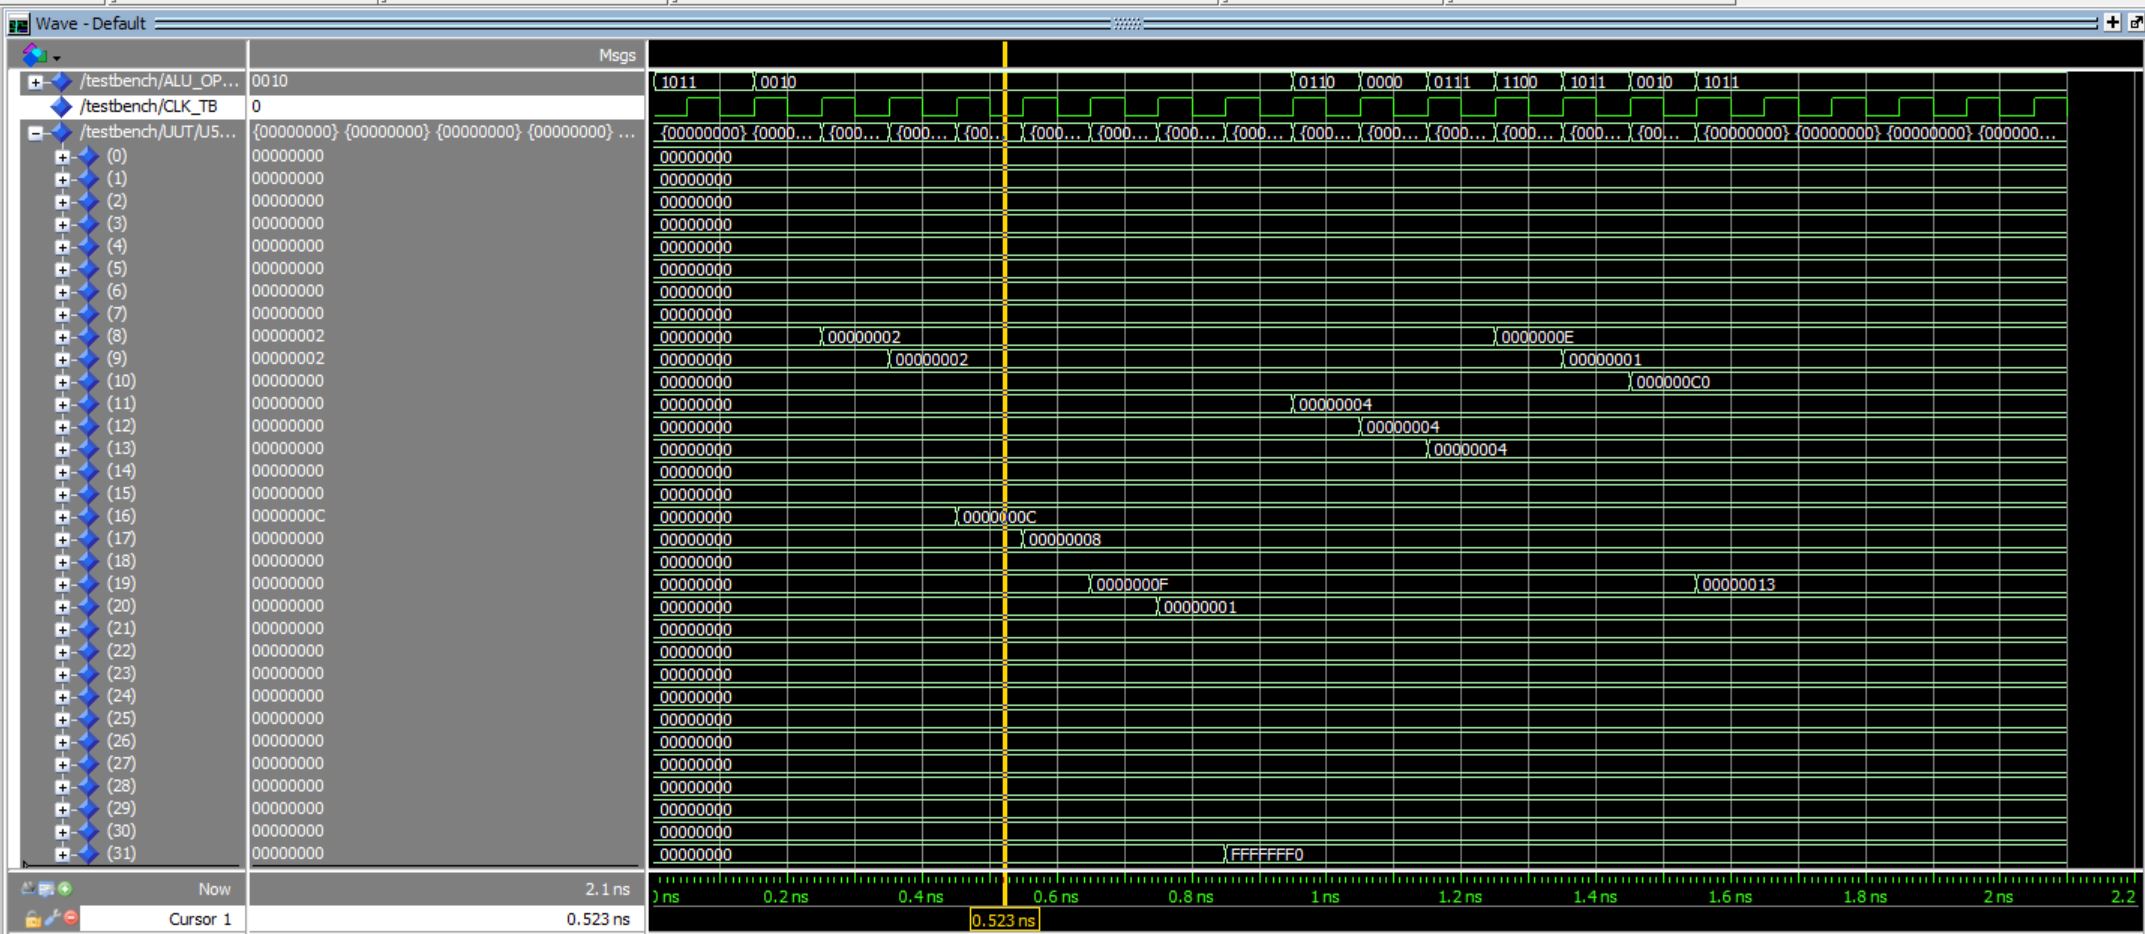 Wave - Default
Msgs
/testbench/ALU_OP... 0010 1011 0010 0110 0000 0111 1100 1011 0010 1011
/testbench/CLK_TB 0
/testbench/UUT/U5... {00000000} {00000000} {00000000} {00000000} ... {00000000} {0000... {000... {000... {00... {000... {000... {000... {000... {000... {000... {000... {000... {000... {00... {00000000} {00000000} {00000000} {000000...
(0) 00000000 00000000
(1) 00000000 00000000
(2) 00000000 00000000
(3) 00000000 00000000
(4) 00000000 00000000
(5) 00000000 00000000
(6) 00000000 00000000
(7) 00000000 00000000
(8) 00000002 00000000 00000002 0000000E
(9) 00000002 00000000 00000002 00000001
(10) 00000000 00000000 000000C0
(11) 00000000 00000000 00000004
(12) 00000000 00000000 00000004
(13) 00000000 00000000 00000004
(14) 00000000 00000000
(15) 00000000 00000000
(16) 0000000C 00000000 0000000C
(17) 00000000 00000000 00000008
(18) 00000000 00000000
(19) 00000000 00000000 0000000F 00000013
(20) 00000000 00000000 00000001
(21) 00000000 00000000
(22) 00000000 00000000
(23) 00000000 00000000
(24) 00000000 00000000
(25) 00000000 00000000
(26) 00000000 00000000
(27) 00000000 00000000
(28) 00000000 00000000
(29) 00000000 00000000
(30) 00000000 00000000
(31) 00000000 00000000 FFFFFFF0
Now 2.1 ns 0 ns 0.2 ns 0.4 ns 0.6 ns 0.8 ns 1 ns 1.2 ns 1.4 ns 1.6 ns 1.8 ns 2 ns 2.2
Cursor 1 0.523 ns 0.523 ns